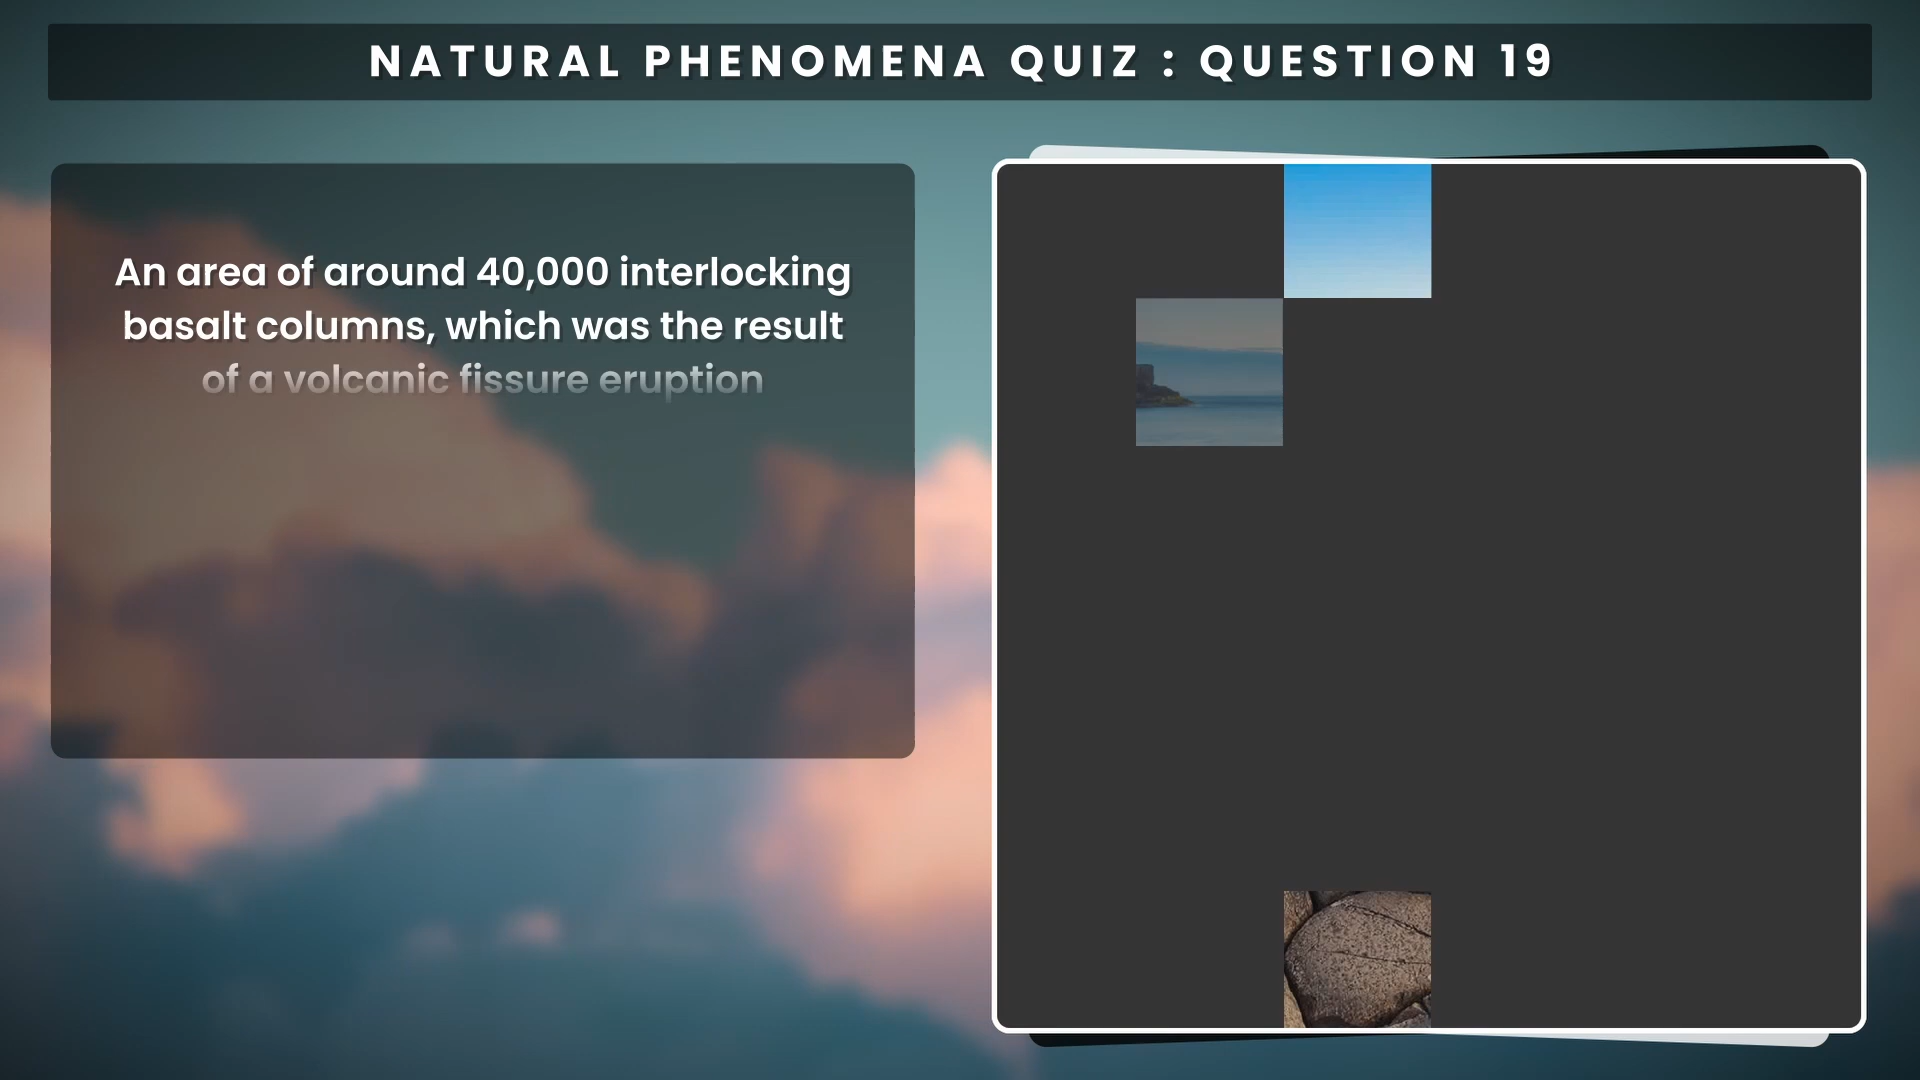 NATURAL PHENOMENA QUIZ : QUESTION 19
An area of around 40,000 interlocking
basalt columns, which was the result
of a volcanic fissure eruption